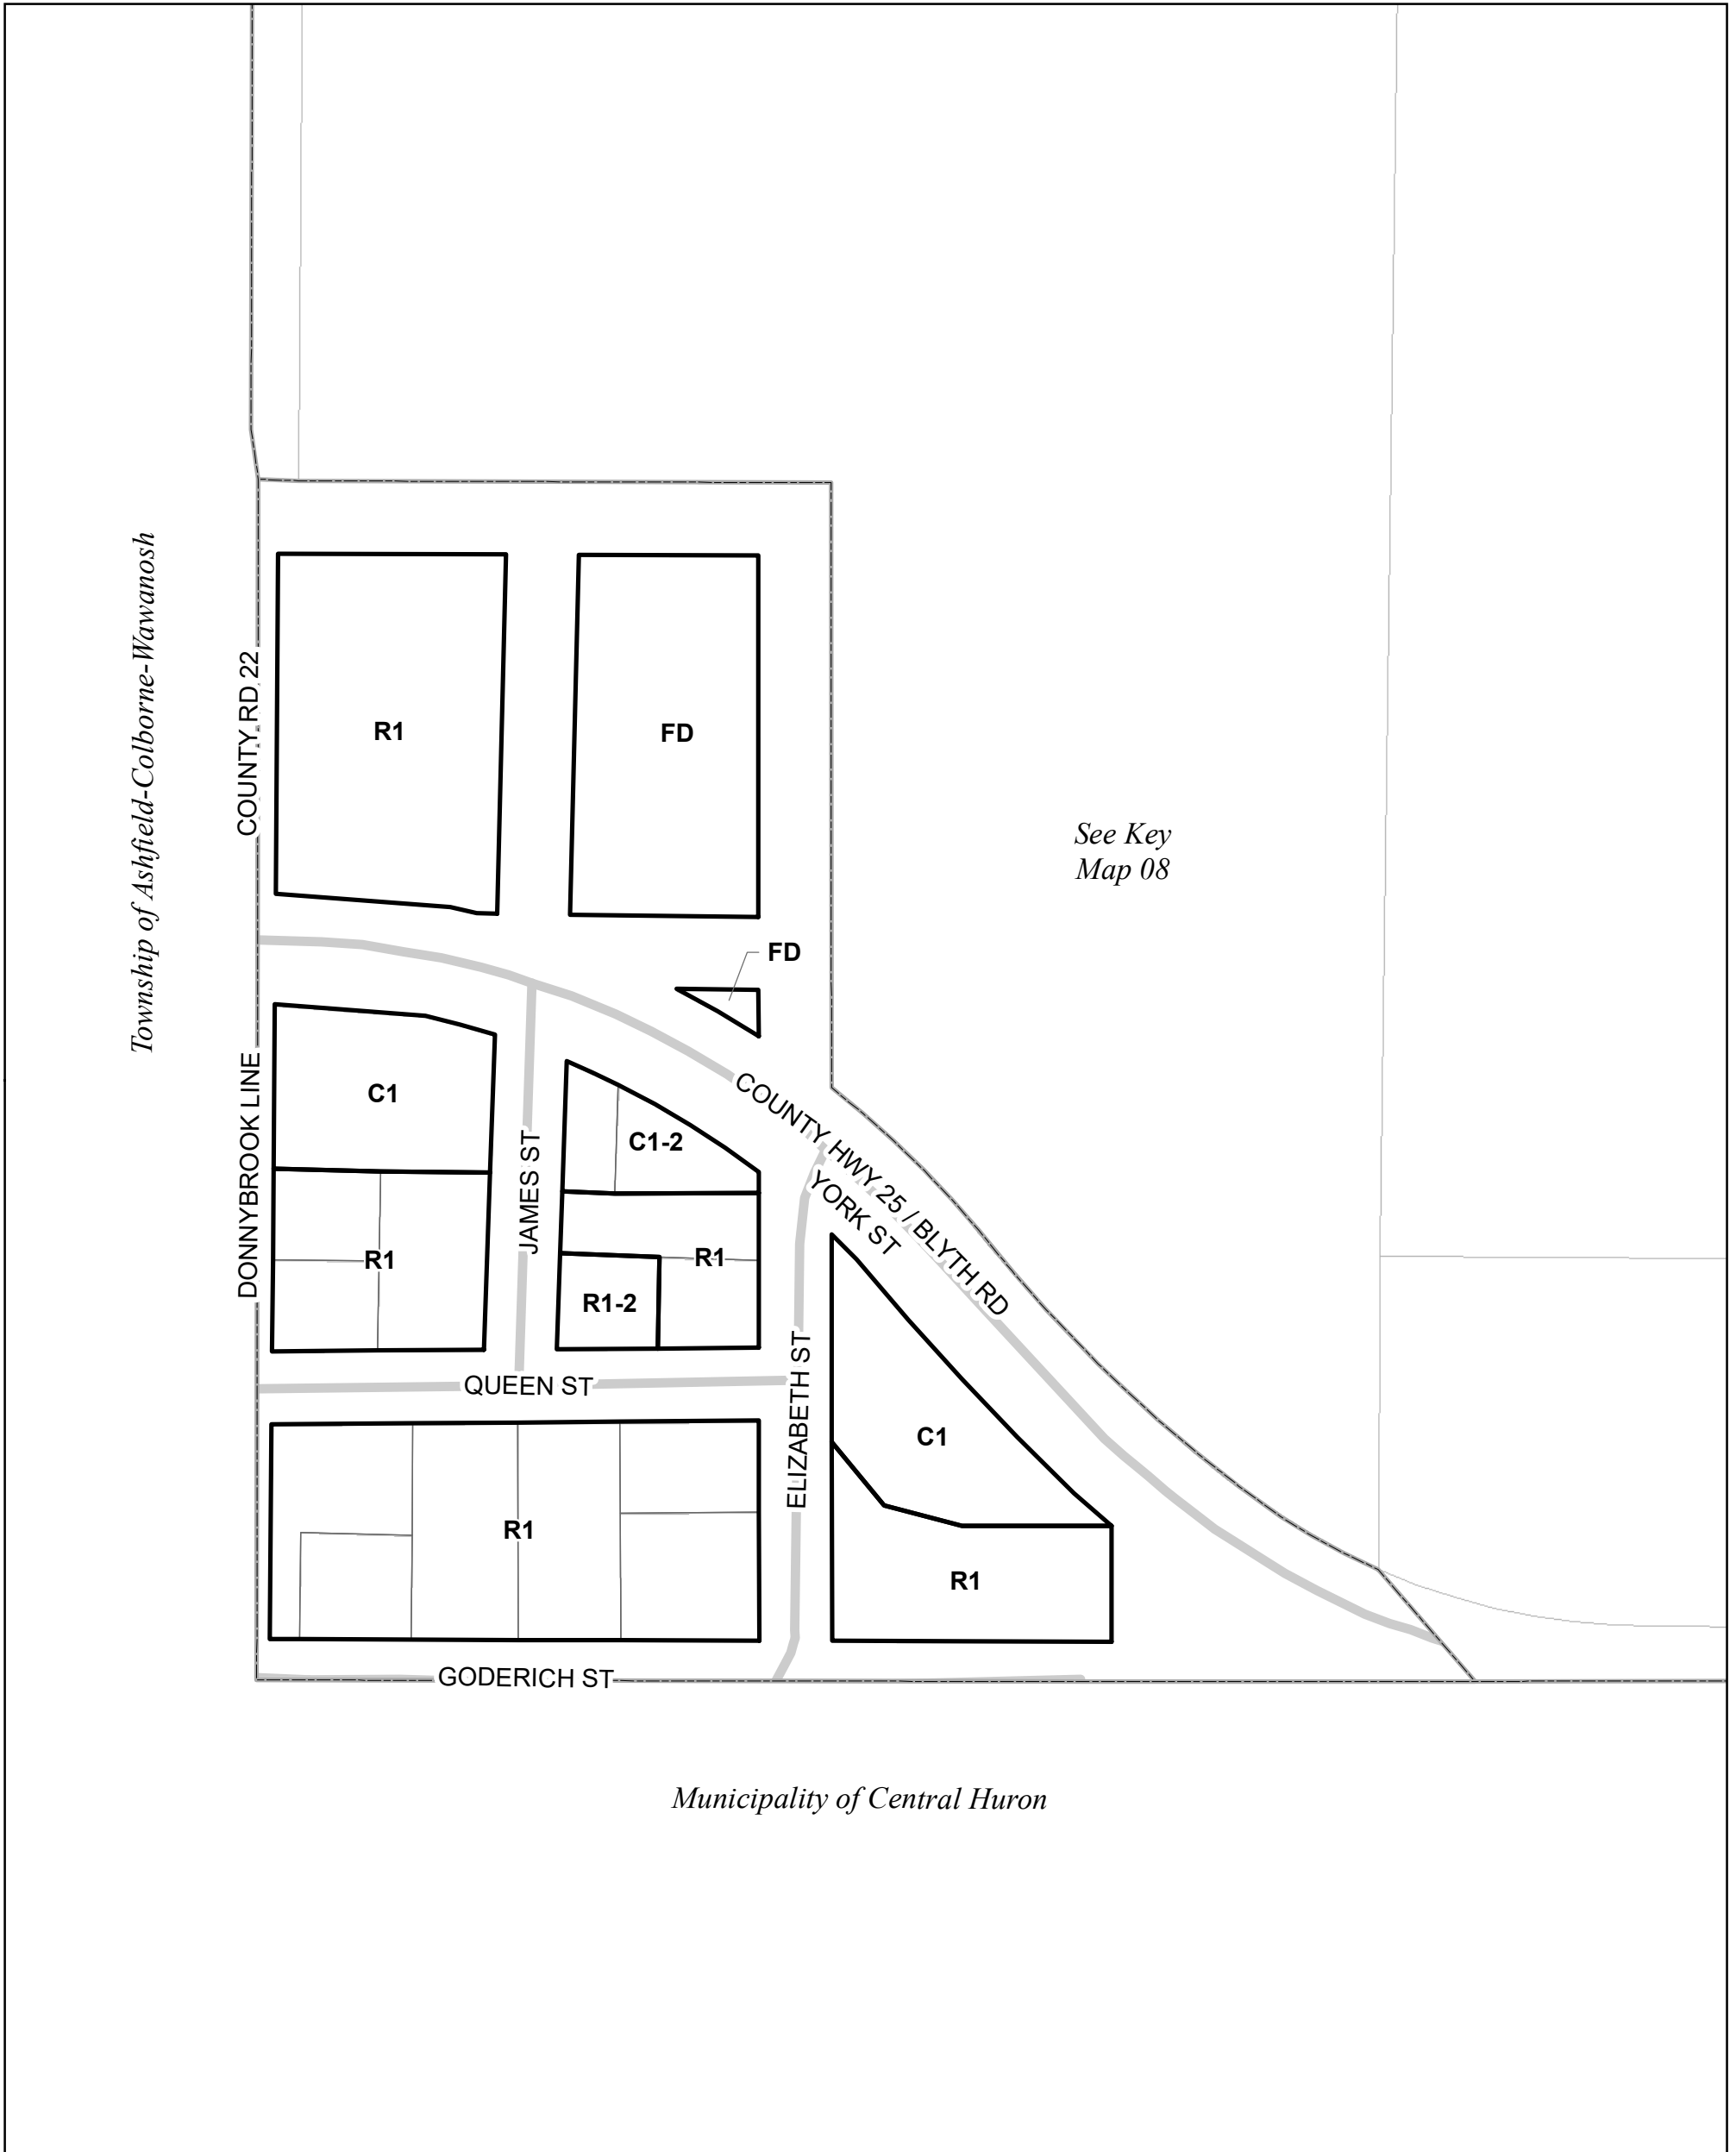 Township of Ashfield-Colborne-Wawanosh
COUNTY RD 22
R1
FD
See Key
Map 08
FD
DONNYBROOK LINE
C1
JAMES ST
C1-2
COUNTY HWY 25 / BLYTH RD
YORK ST
R1
R1
R1-2
QUEEN ST
ELIZABETH ST
C1
R1
R1
GODERICH ST
Municipality of Central Huron